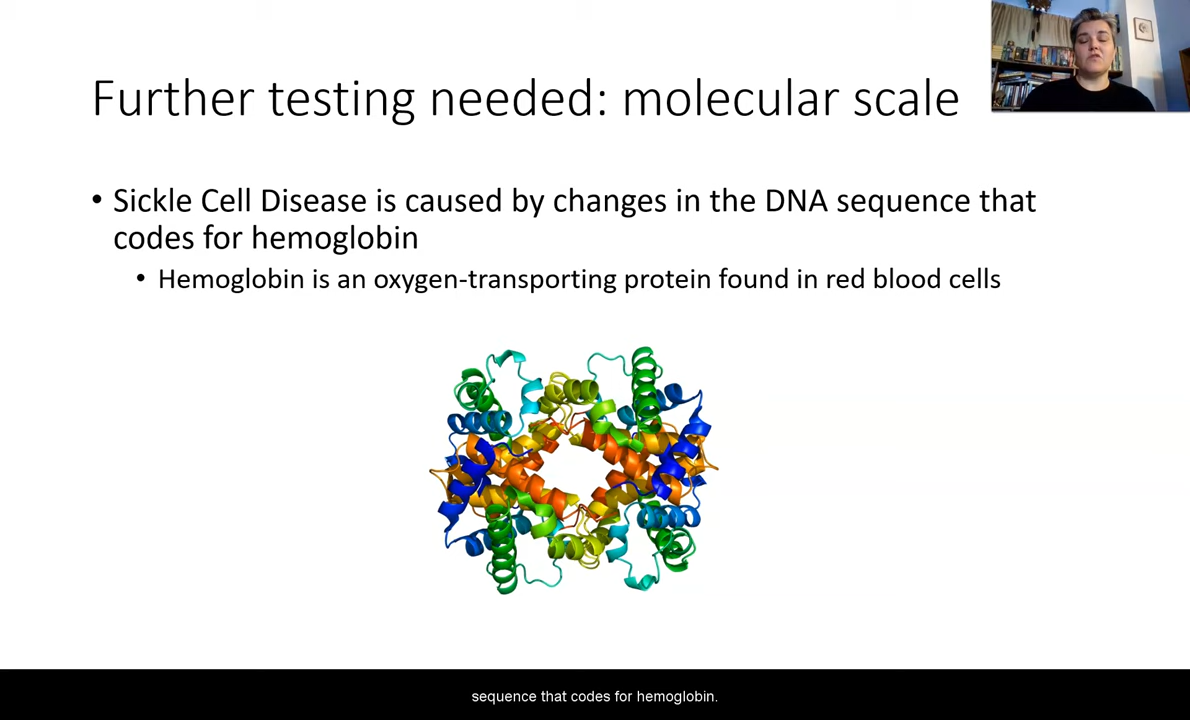 Further testing needed: molecular scale
• Sickle Cell Disease is caused by changes in the DNA sequence that
codes for hemoglobin
• Hemoglobin is an oxygen-transporting protein found in red blood cells
sequence that codes for hemoglobin.